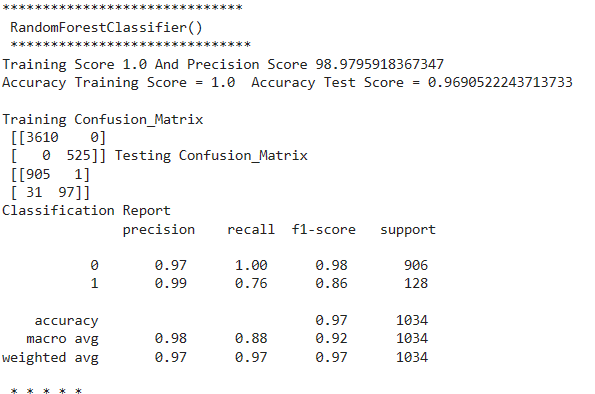 ******************************
RandomForestClassifier()
******************************
Training Score 1.0 And Precision Score 98.9795918367347
Accuracy Training Score = 1.0  Accuracy Test Score = 0.9690522243713733
Training Confusion_Matrix
[[3610    0]
[   0  525]] Testing Confusion_Matrix
[[905   1]
[ 31  97]]
Classification Report
precision    recall  f1-score   support
0       0.97      1.00      0.98       906
1       0.99      0.76      0.86       128
accuracy                           0.97      1034
macro avg       0.98      0.88      0.92      1034
weighted avg       0.97      0.97      0.97      1034
* * * * *